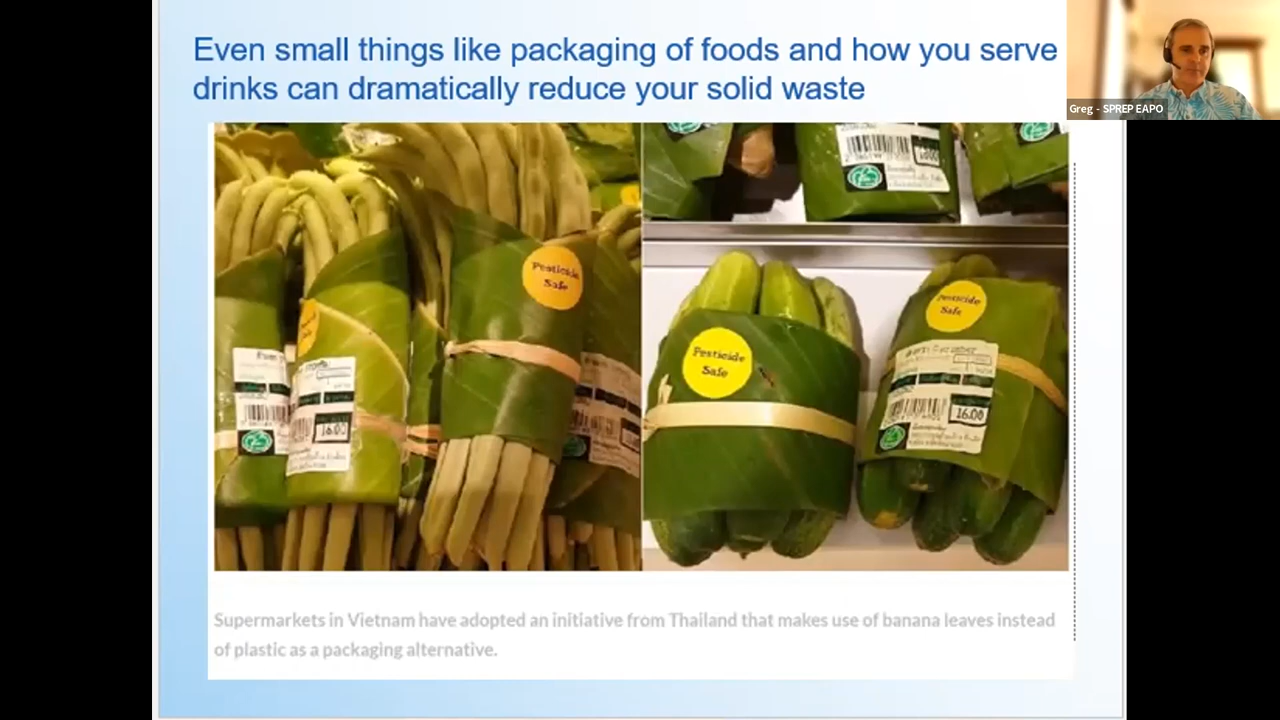 Even small things like packaging of foods and how you serve
drinks can dramatically reduce your solid waste
Greg - SPREP EAPO
Pesticide
Safe
Pesticide
Safe
Pesticide
Safe
16.00
16.00
Supermarkets in Vietnam have adopted an initiative from Thailand that makes use of banana leaves instead
of plastic as a packaging alternative.